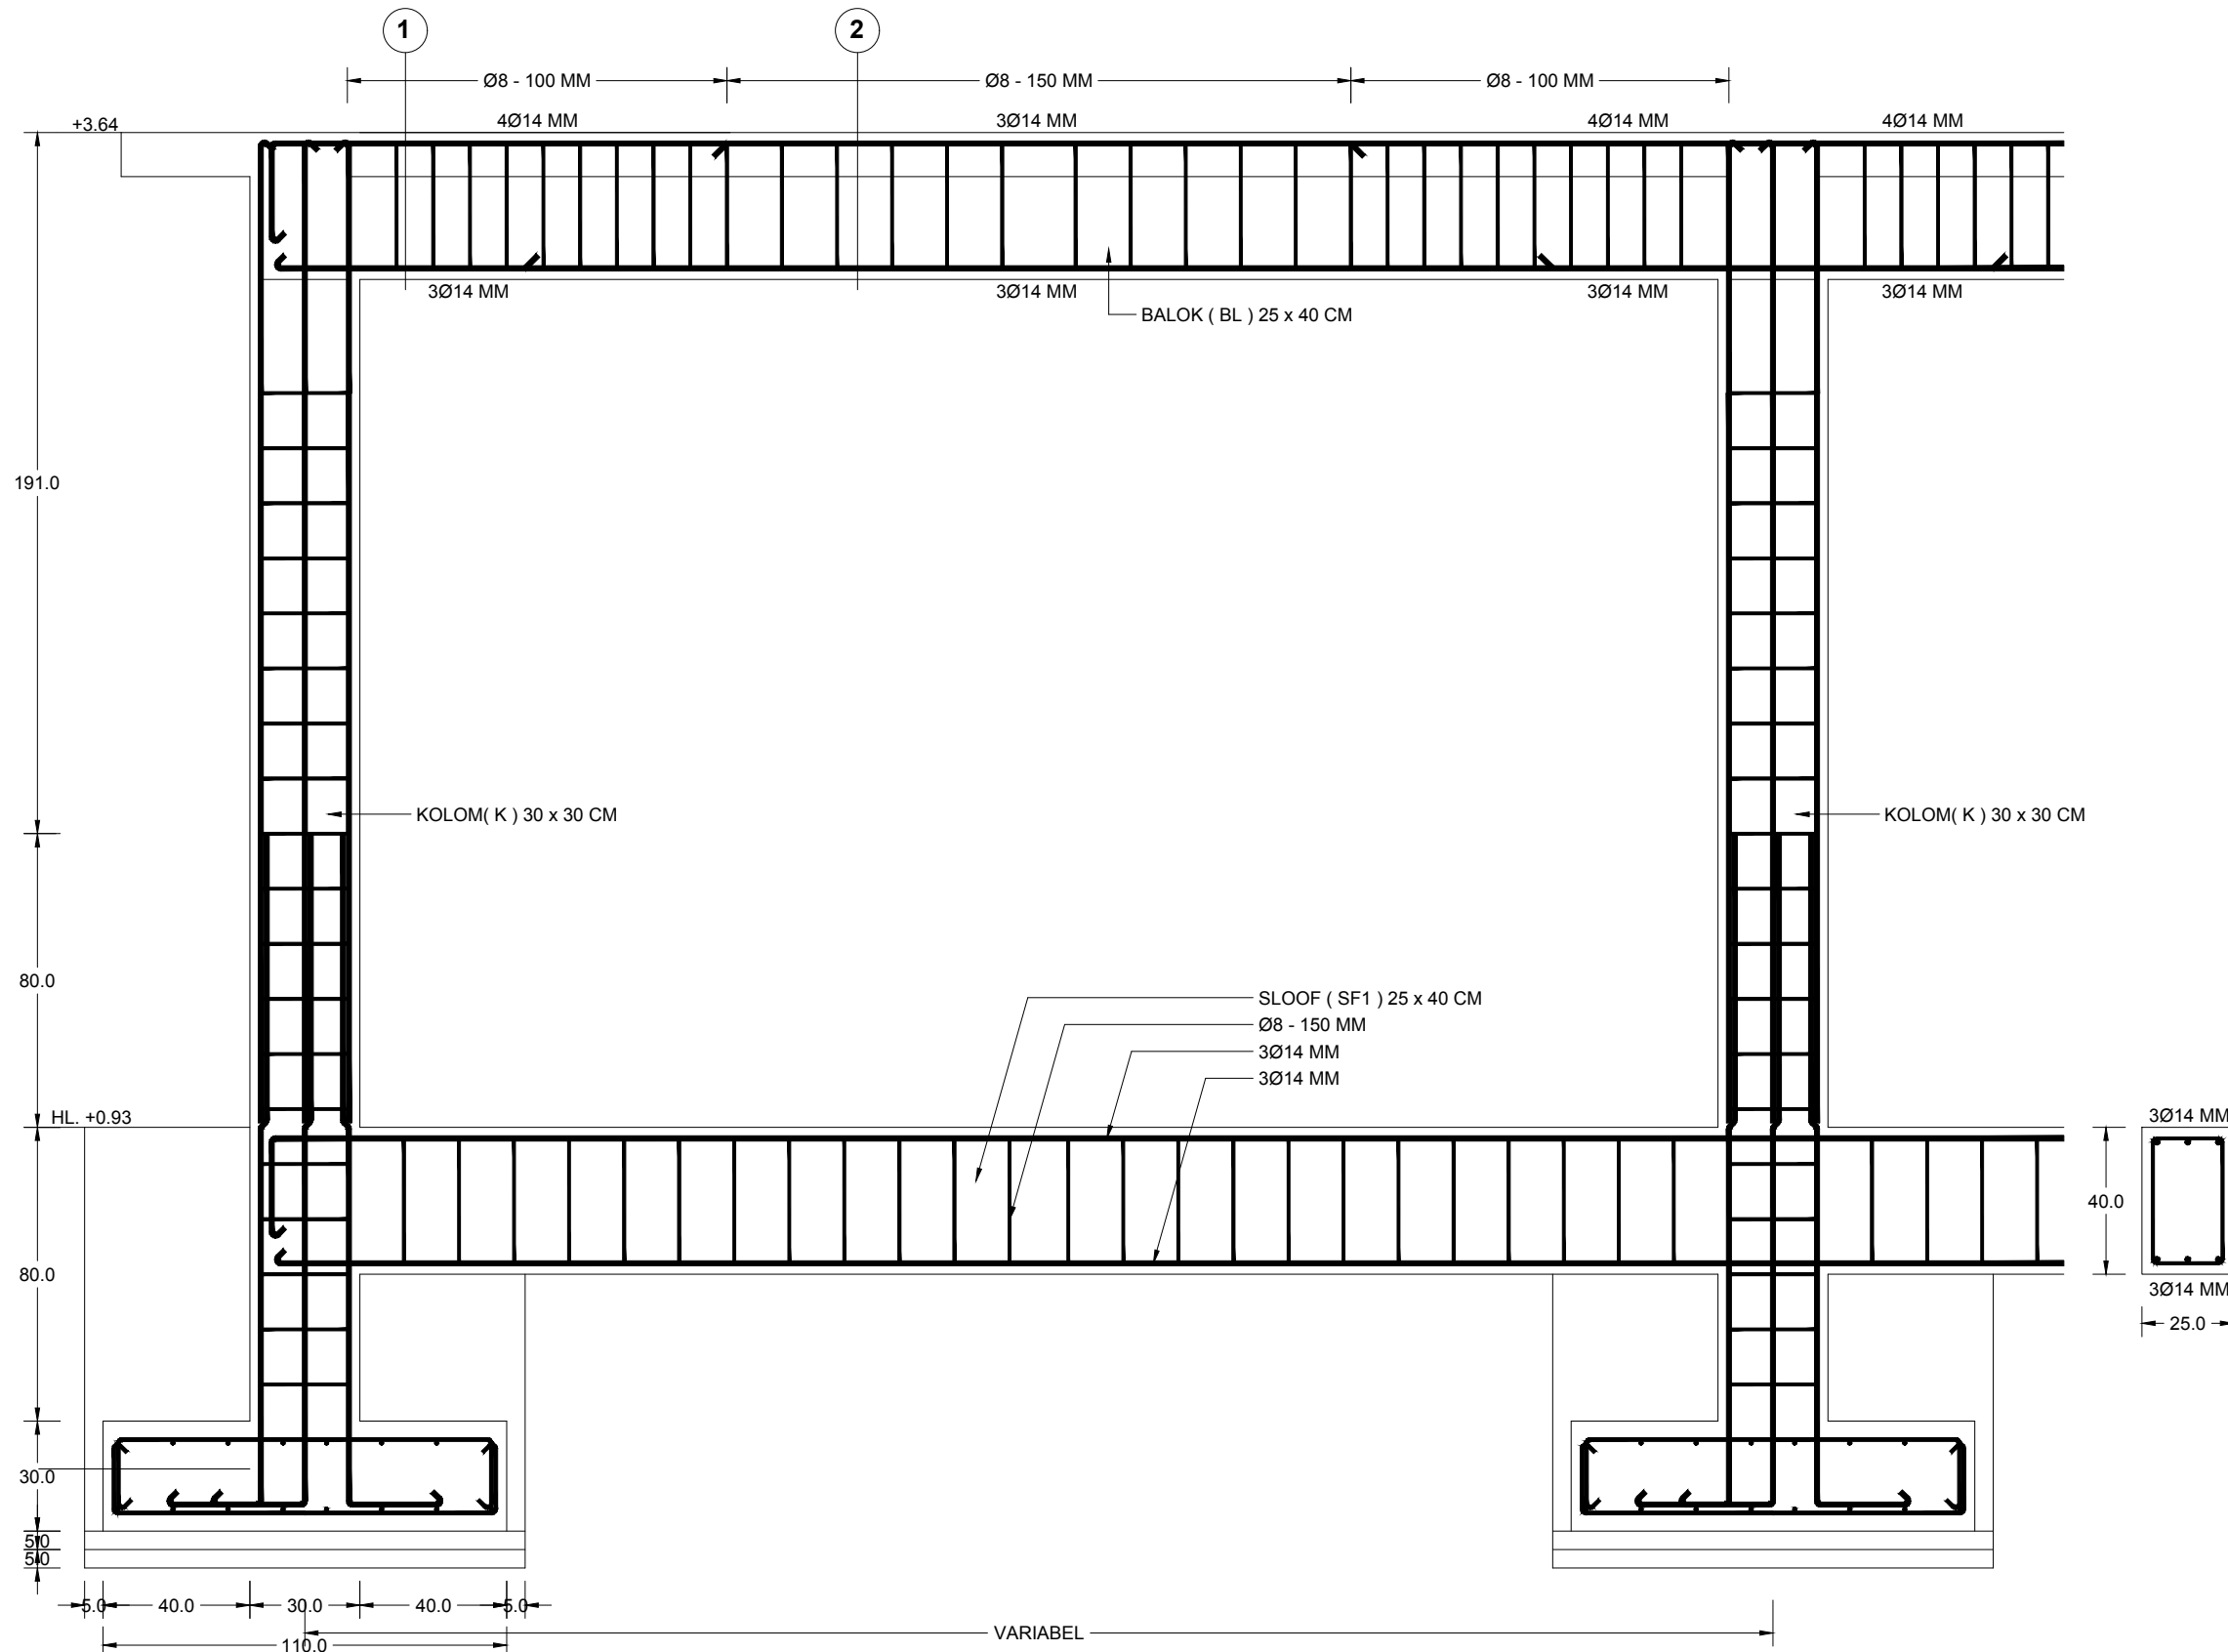 1
2
Ø8 - 100 MM
Ø8 - 150 MM
Ø8 - 100 MM
+3.64
4Ø14 MM
3Ø14 MM
4Ø14 MM
4Ø14 MM
3Ø14 MM
3Ø14 MM
3Ø14 MM
3Ø14 MM
BALOK ( BL ) 25 x 40 CM
191.0
KOLOM( K ) 30 x 30 CM
KOLOM( K ) 30 x 30 CM
80.0
SLOOF ( SF1 ) 25 x 40 CM
Ø8 - 150 MM
3Ø14 MM
3Ø14 MM
HL. +0.93
3Ø14 MM
40.0
80.0
3Ø14 MM
25.0
30.0
5.0
5.0
5.0
40.0
30.0
40.0
5.0
VARIABEL
110.0